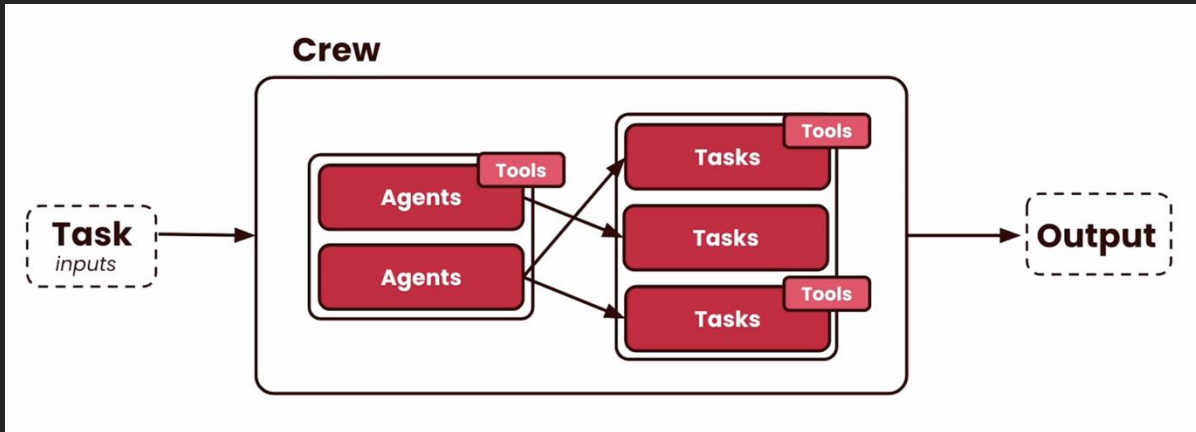 Crew
Task
inputs
Tools
Agents
Agents
Tools
Tasks
Tasks
Tools
Tasks
Output